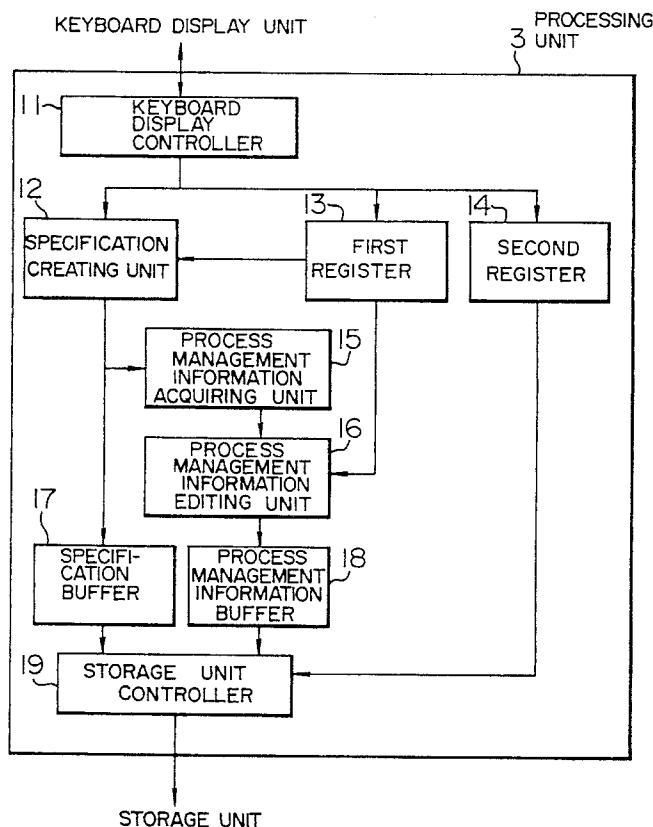 KEYBOARD DISPLAY UNIT
PROCESSING
UNIT
3
11
KEYBOARD
DISPLAY
CONTROLLER
12
SPECIFICATION
CREATING UNIT
13
FIRST
REGISTER
14
SECOND
REGISTER
15
PROCESS
MANAGEMENT
INFORMATION
ACQUIRING UNIT
16
PROCESS
MANAGEMENT
INFORMATION
EDITING UNIT
17
SPECIFI-
CATION
BUFFER
18
PROCESS
MANAGEMENT
INFORMATION
BUFFER
19
STORAGE UNIT
CONTROLLER
STORAGE UNIT